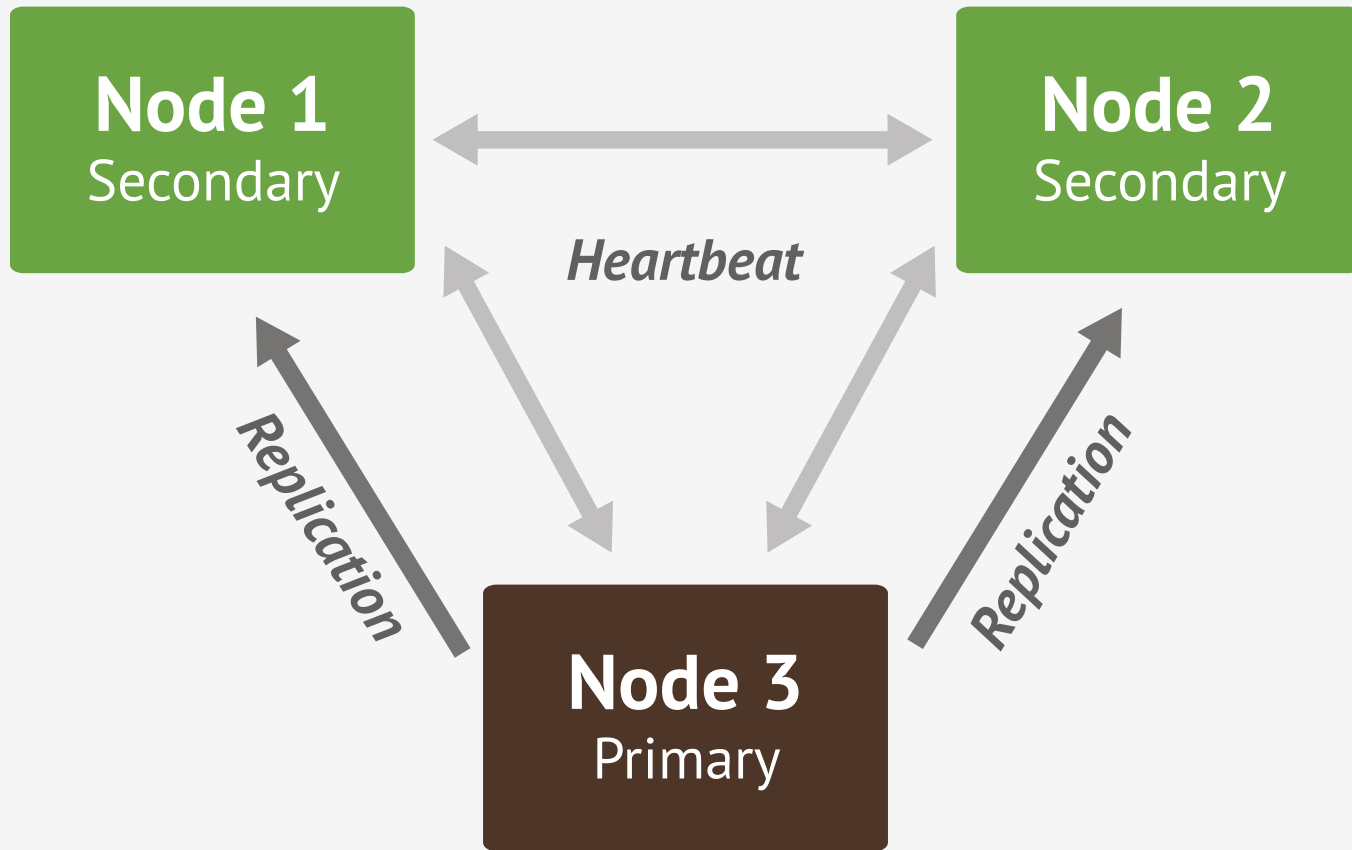 Node 1
Secondary
Node 2
Secondary
Heartbeat
Replication
Replication
Node 3
Primary